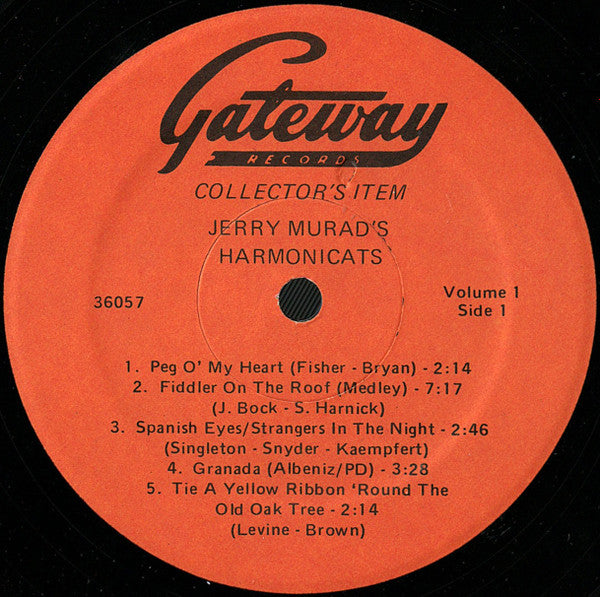 Gateway
RECORDS
COLLECTOR'S ITEM
JERRY MURAD'S
HARMONICATS
36057
Volume 1
Side 1
1. Peg O' My Heart (Fisher - Bryan) - 2:14
2. Fiddler On The Roof (Medley) - 7:17
(J. Bock - S. Harnick)
3. Spanish Eyes/Strangers In The Night - 2:46
(Singleton - Snyder - Kaempfert)
4. Granada (Albeniz/PD) - 3:28
5. Tie A Yellow Ribbon ‘Round The
Old Oak Tree - 2:14
(Levine - Brown)